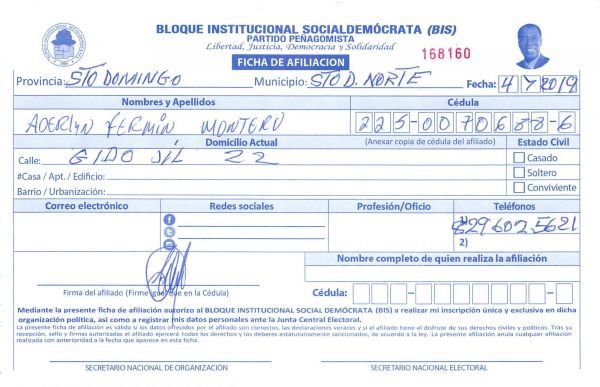 BLOQUE INSTITUCIONAL SOCIALDEMÓCRATA (BIS)
PARTIDO PEÑAGOMISTA
Libertad, Justicia, Democracia y Solidaridad
FICHA DE AFILIACION
168160
Provincia: STO DOMINGO Municipio: STO D. NORTE Fecha: 4 / Y / 2019
Nombres y Apellidos Cédula
ADERLYN FERMIN MONTERO 225-0070688-6
Domicilio Actual (Anexar copia de cédula del afiliado) Estado Civil
Calle: GIDO JIL 22 Casado
#Casa / Apt. / Edificio: Soltero
Barrio / Urbanización: Conviviente
Correo electrónico Redes sociales Profesión/Oficio Teléfonos
1) 829 602 5621
2)
Nombre completo de quien realiza la afiliación
Firma del afiliado (Firme igual que en la Cédula) Cédula:
Mediante la presente ficha de afiliación autorizo al BLOQUE INSTITUCIONAL SOCIAL DEMÓCRATA (BIS) a realizar mi inscripción única y exclusiva en dicha
organización política, así como a registrar mis datos personales ante la Junta Central Electoral.
La presente ficha de afiliación es válida si los datos ofrecidos por el afiliado son correctos, las declaraciones veraces y si el afiliado tiene el disfrute de sus derechos civiles y políticos. Tras su
recepción, sello y firmas autorizadas el afiliado ejercerá todos los derechos y los deberes estatutariamente sancionados, de acuerdo a la ley. La presente afiliación anula cualquier afiliación
realizada con anterioridad a la fecha que aparece en esta ficha.
SECRETARIO NACIONAL DE ORGANIZACIÓN SECRETARIO NACIONAL ELECTORAL